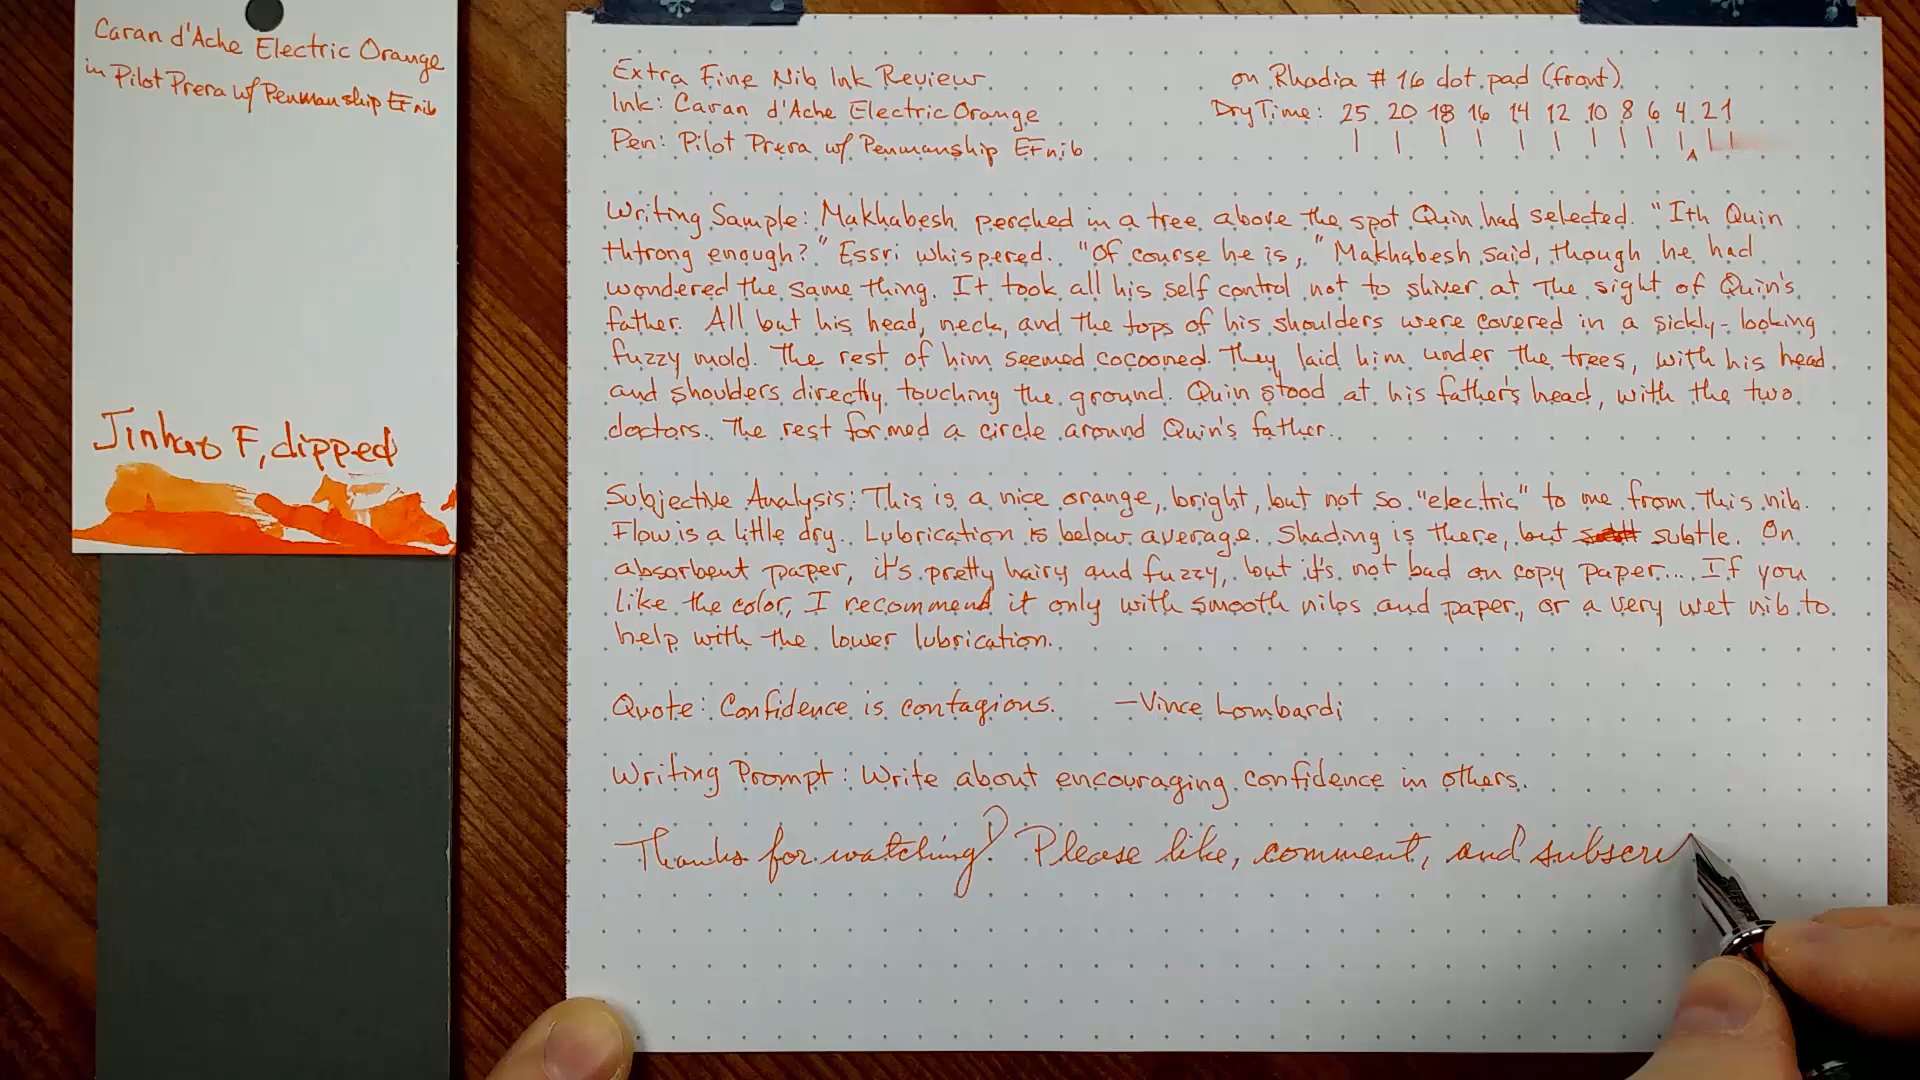 Caran d'Ache Electric Orange
in Pilot Prera w/ Penmanship EF nib
Jinhao F, dipped
Extra Fine Nib Ink Review
Ink: Caran d'Ache Electric Orange
Pen: Pilot Prera w/ Penmanship EF nib
on Rhodia #16 dot pad (front)
Dry Time: 25 20 18 16 14 12 10 8 6 4 2 1
Writing Sample: Makhabesh perched in a tree above the spot Quin had selected. "Ith Quin
thtrong enough?" Essri whispered. "Of course he is," Makhabesh said, though he had
wondered the same thing. It took all his self control not to shiver at the sight of Quin's
father. All but his head, neck, and the tops of his shoulders were covered in a sickly-looking
fuzzy mold. The rest of him seemed cocooned. They laid him under the trees, with his head
and shoulders directly touching the ground. Quin stood at his father's head, with the two
doctors. The rest formed a circle around Quin's father.
Subjective Analysis: This is a nice orange, bright, but not so "electric" to me from this nib.
Flow is a little dry. Lubrication is below average. Shading is there, but subtle. On
absorbent paper, it's pretty hairy and fuzzy, but it's not bad on copy paper... If you
like the color, I recommend it only with smooth nibs and paper, or a very wet nib to
help with the lower lubrication.
Quote: Confidence is contagious. —Vince Lombardi
Writing Prompt: Write about encouraging confidence in others.
Thanks for watching! Please like, comment, and subscri